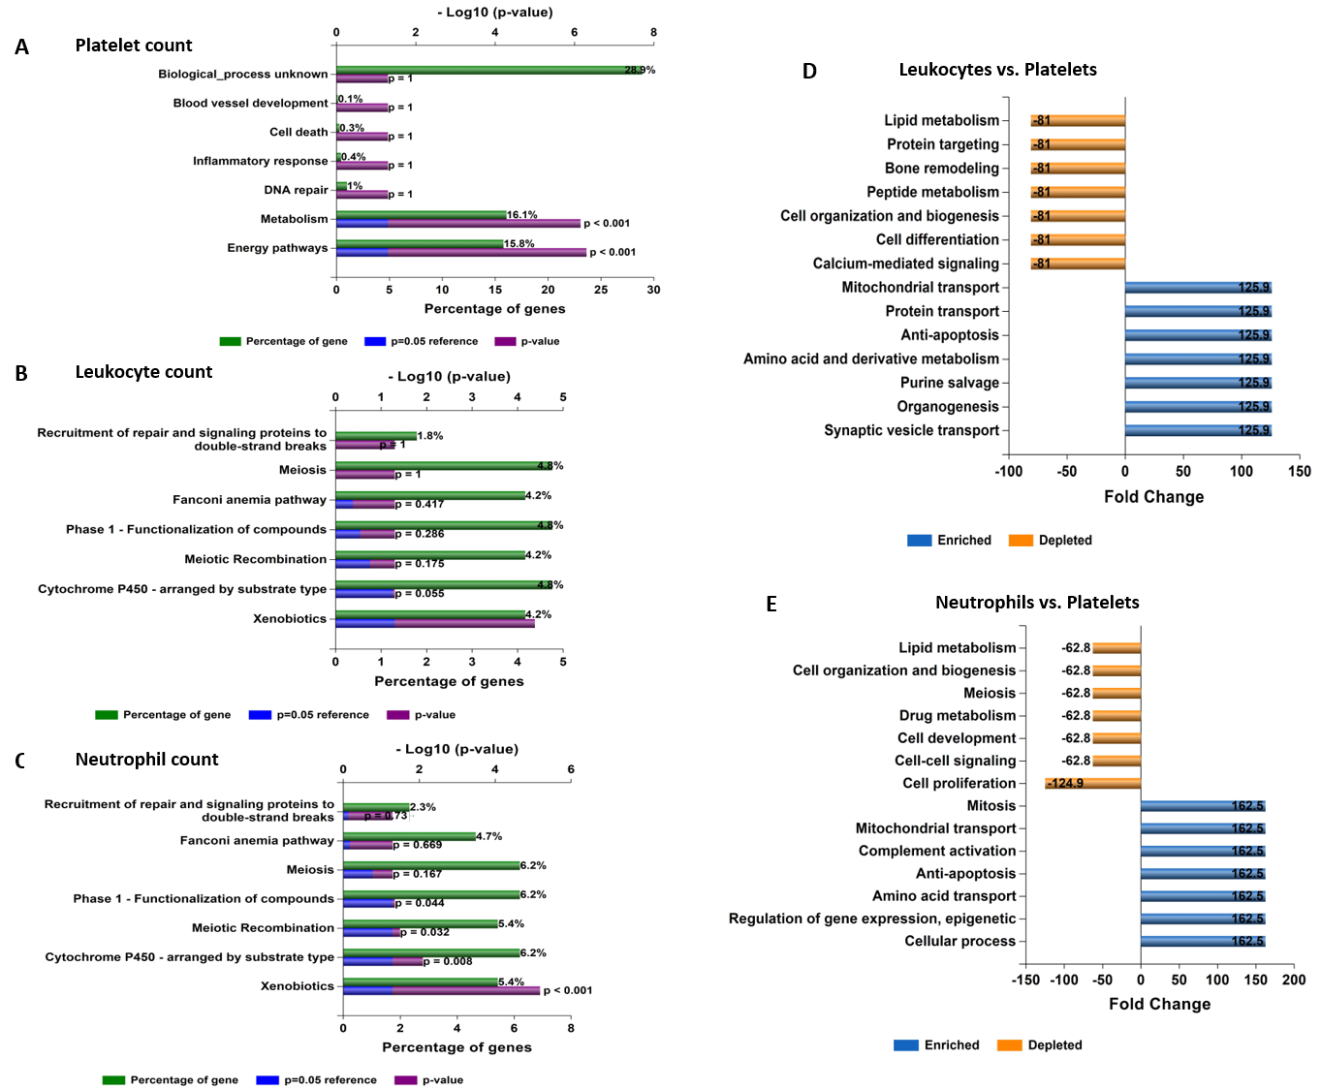 A
Platelet count
- Log10 (p-value)
0 2 4 6 8
Biological_process unknown 28.9%
p = 1
Blood vessel development 0.1%
p = 1
Cell death 0.3%
p = 1
Inflammatory response 0.4%
p = 1
DNA repair 1%
p = 1
Metabolism 16.1%
p < 0.001
Energy pathways 15.8%
p < 0.001
0 5 10 15 20 25 30
Percentage of genes
Percentage of gene p=0.05 reference p-value
B
Leukocyte count
- Log10 (p-value)
0 1 2 3 4 5
Recruitment of repair and signaling proteins to
double-strand breaks
1.8%
p = 1
Meiosis 4.8%
p = 1
Fanconi anemia pathway 4.2%
p = 0.417
Phase 1 - Functionalization of compounds 4.8%
p = 0.286
Meiotic Recombination 4.2%
p = 0.175
Cytochrome P450 - arranged by substrate type 4.8%
p = 0.055
Xenobiotics 4.2%
0 1 2 3 4 5
Percentage of genes
Percentage of gene p=0.05 reference p-value
C
Neutrophil count
- Log10 (p-value)
0 2 4 6
Recruitment of repair and signaling proteins to
double-strand breaks
2.3%
p = 0.73
Fanconi anemia pathway 4.7%
p = 0.669
Meiosis 6.2%
p = 0.167
Phase 1 - Functionalization of compounds 6.2%
p = 0.044
Meiotic Recombination 5.4%
p = 0.032
Cytochrome P450 - arranged by substrate type 6.2%
p = 0.008
Xenobiotics 5.4%
p < 0.001
0 2 4 6 8
Percentage of genes
Percentage of gene p=0.05 reference p-value
D
Leukocytes vs. Platelets
Lipid metabolism -81
Protein targeting -81
Bone remodeling -81
Peptide metabolism -81
Cell organization and biogenesis -81
Cell differentiation -81
Calcium-mediated signaling -81
Mitochondrial transport 125.9
Protein transport 125.9
Anti-apoptosis 125.9
Amino acid and derivative metabolism 125.9
Purine salvage 125.9
Organogenesis 125.9
Synaptic vesicle transport 125.9
-100 -50 0 50 100 150
Fold Change
Enriched Depleted
E
Neutrophils vs. Platelets
Lipid metabolism -62.8
Cell organization and biogenesis -62.8
Meiosis -62.8
Drug metabolism -62.8
Cell development -62.8
Cell-cell signaling -62.8
Cell proliferation -124.9
Mitosis 162.5
Mitochondrial transport 162.5
Complement activation 162.5
Anti-apoptosis 162.5
Amino acid transport 162.5
Regulation of gene expression, epigenetic 162.5
Cellular process 162.5
-150 -100 -50 0 50 100 150 200
Fold Change
Enriched Depleted